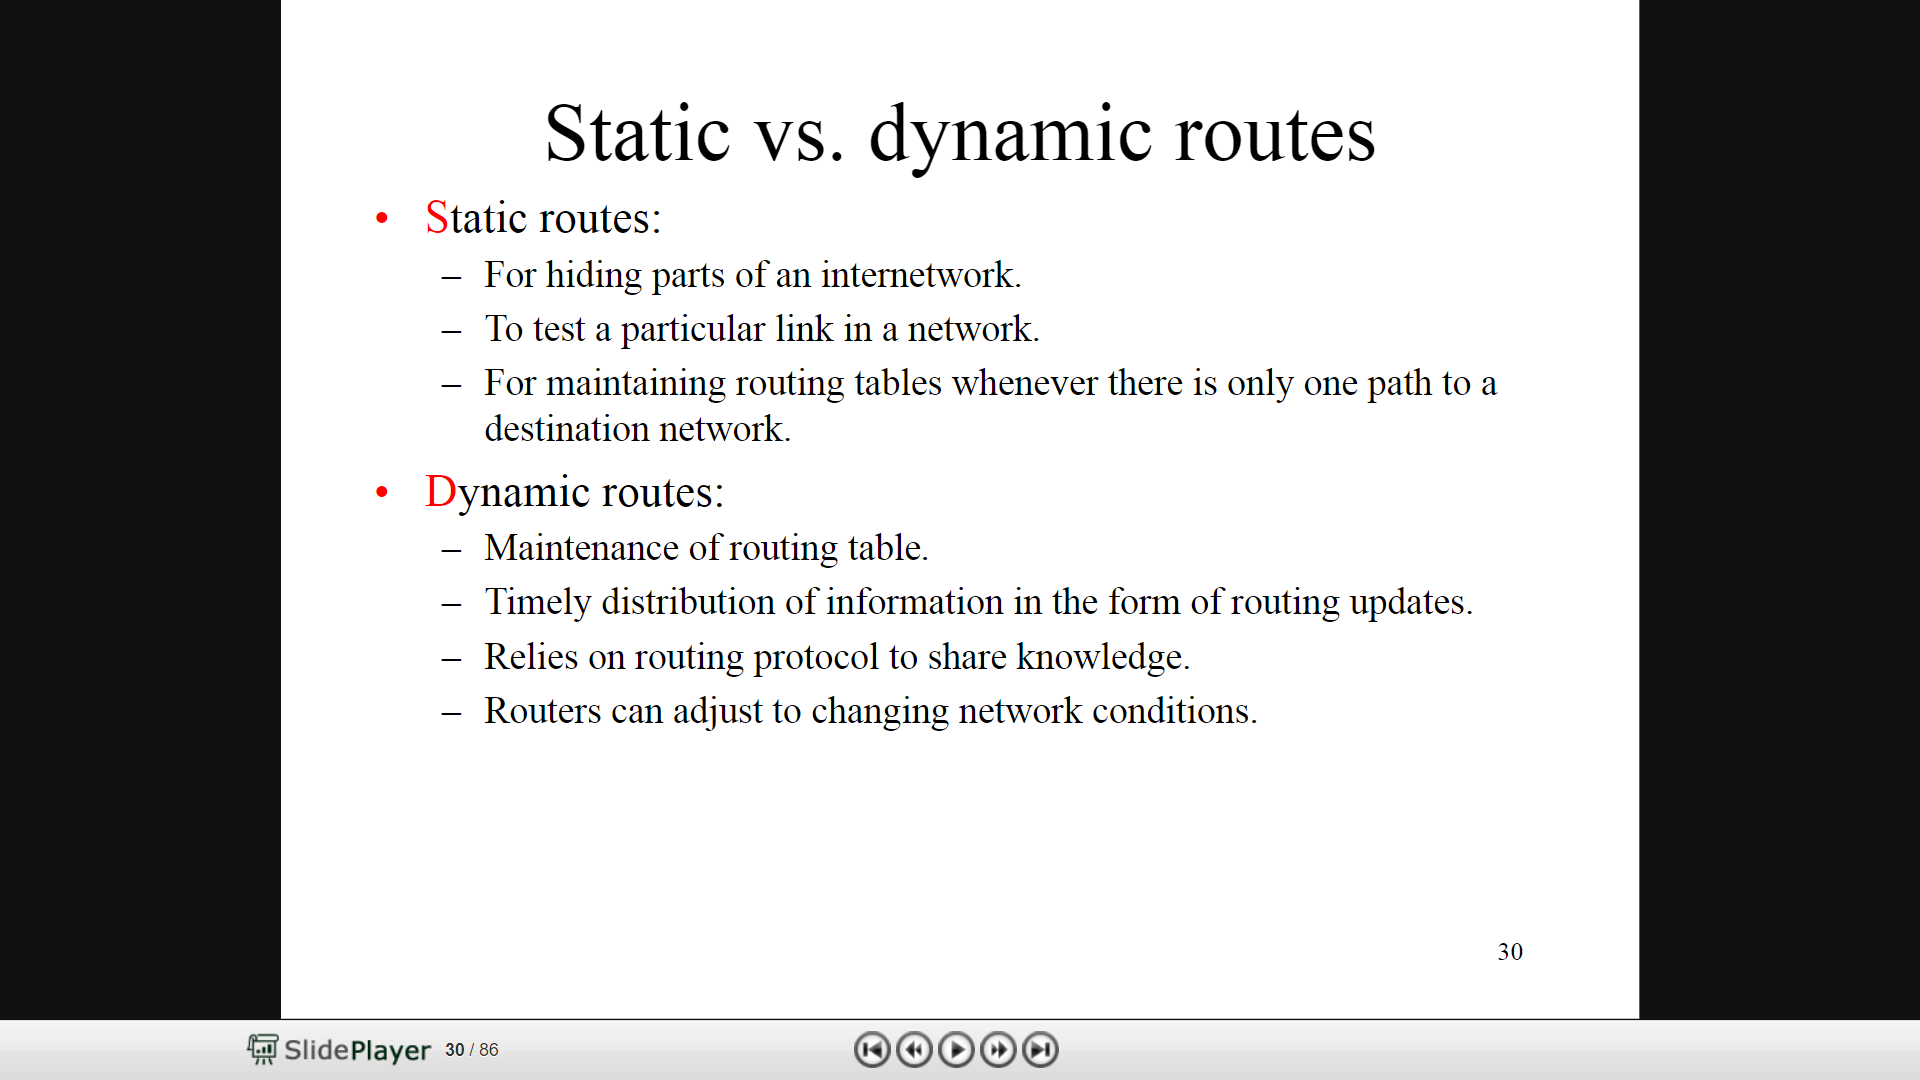 Static vs. dynamic routes
• Static routes:
– For hiding parts of an internetwork.
– To test a particular link in a network.
– For maintaining routing tables whenever there is only one path to a
destination network.
• Dynamic routes:
– Maintenance of routing table.
– Timely distribution of information in the form of routing updates.
– Relies on routing protocol to share knowledge.
– Routers can adjust to changing network conditions.
30
SlidePlayer 30 / 86